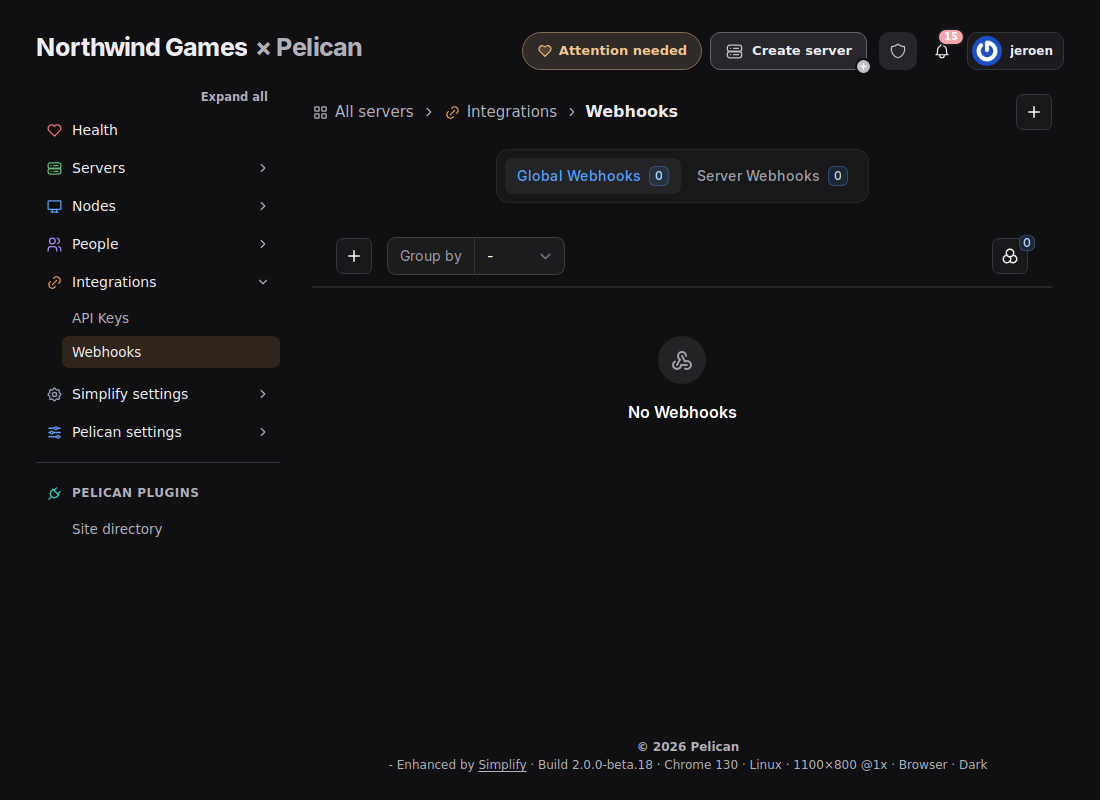 Northwind Games × Pelican
Attention needed
Create server
15
jeroen
Expand all
Health
Servers
Nodes
People
Integrations
API Keys
Webhooks
Simplify settings
Pelican settings
PELICAN PLUGINS
Site directory
All servers > Integrations > Webhooks
Global Webhooks 0
Server Webhooks 0
Group by -
0
No Webhooks
© 2026 Pelican
- Enhanced by Simplify · Build 2.0.0-beta.18 · Chrome 130 · Linux · 1100×800 @1x · Browser · Dark